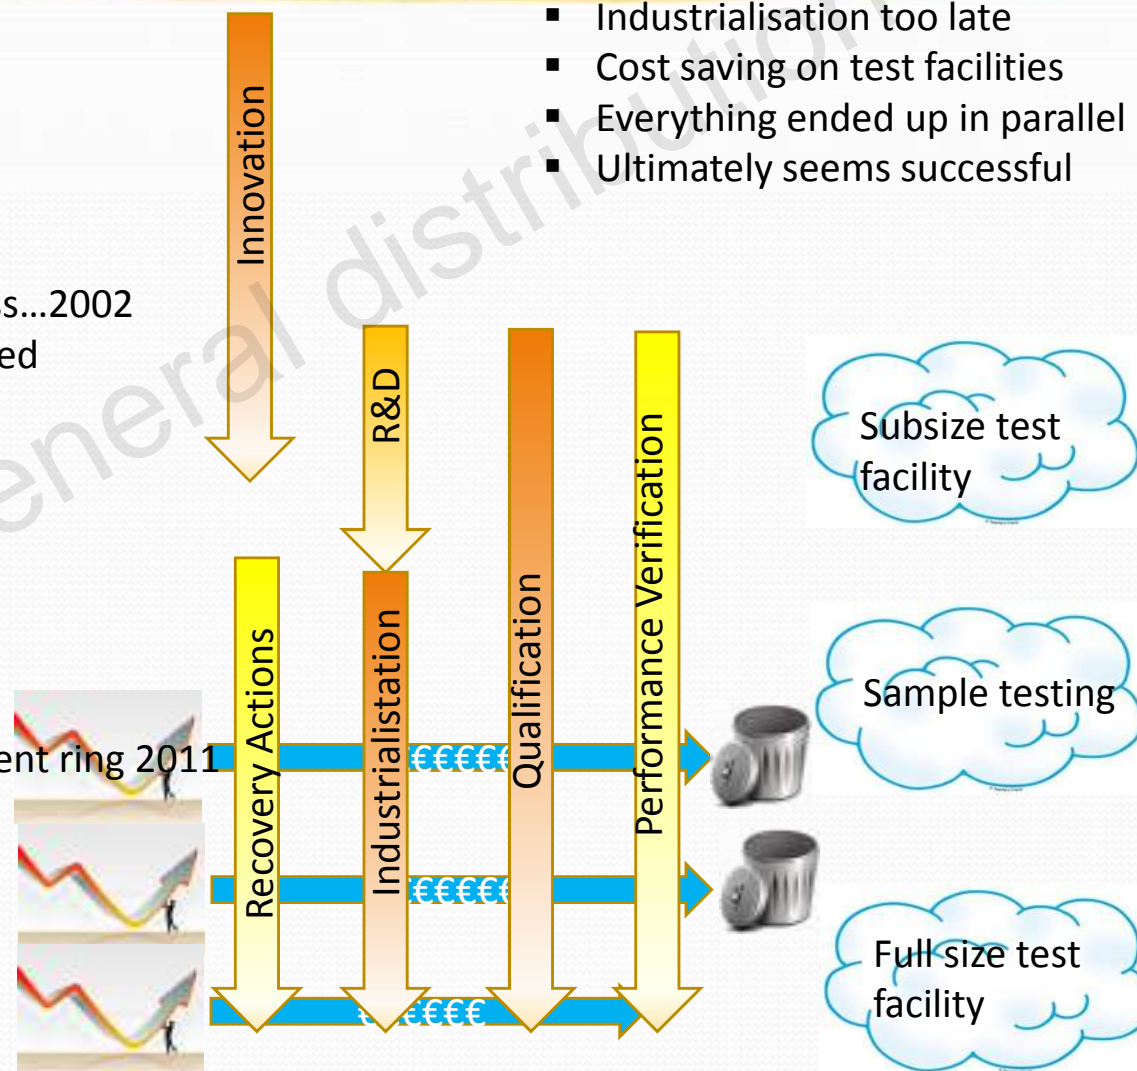 ▪ Industrialisation too late
▪ Cost saving on test facilities
▪ Everything ended up in parallel
▪ Ultimately seems successful
Innovation
s...2002
ed
R&D
eneral distribution
Subsize test
facility
Recovery Actions
Industrialistation
Qualification
Performance Verification
Sample testing
ent ring 2011
€€€€€
€€€€€
Full size test
facility
€€€€€€